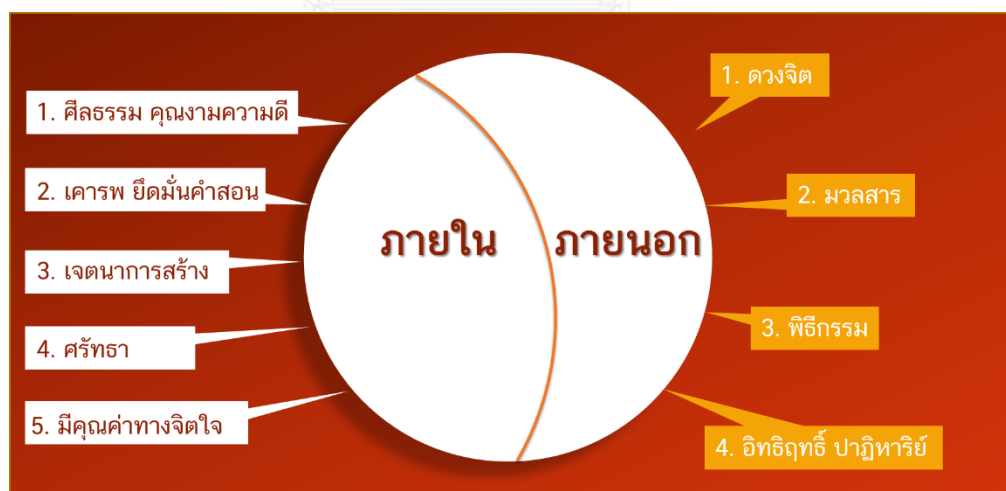 1. ศีลธรรม คุณงามความดี
2. เคารพ ยึดมั่นคำสอน
3. เจตนาการสร้าง
4. ศรัทธา
5. มีคุณค่าทางจิตใจ
ภายใน
ภายนอก
1. ดวงจิต
2. มวลสาร
3. พิธีกรรม
4. อิทธิฤทธิ์ ปาฏิหาริย์